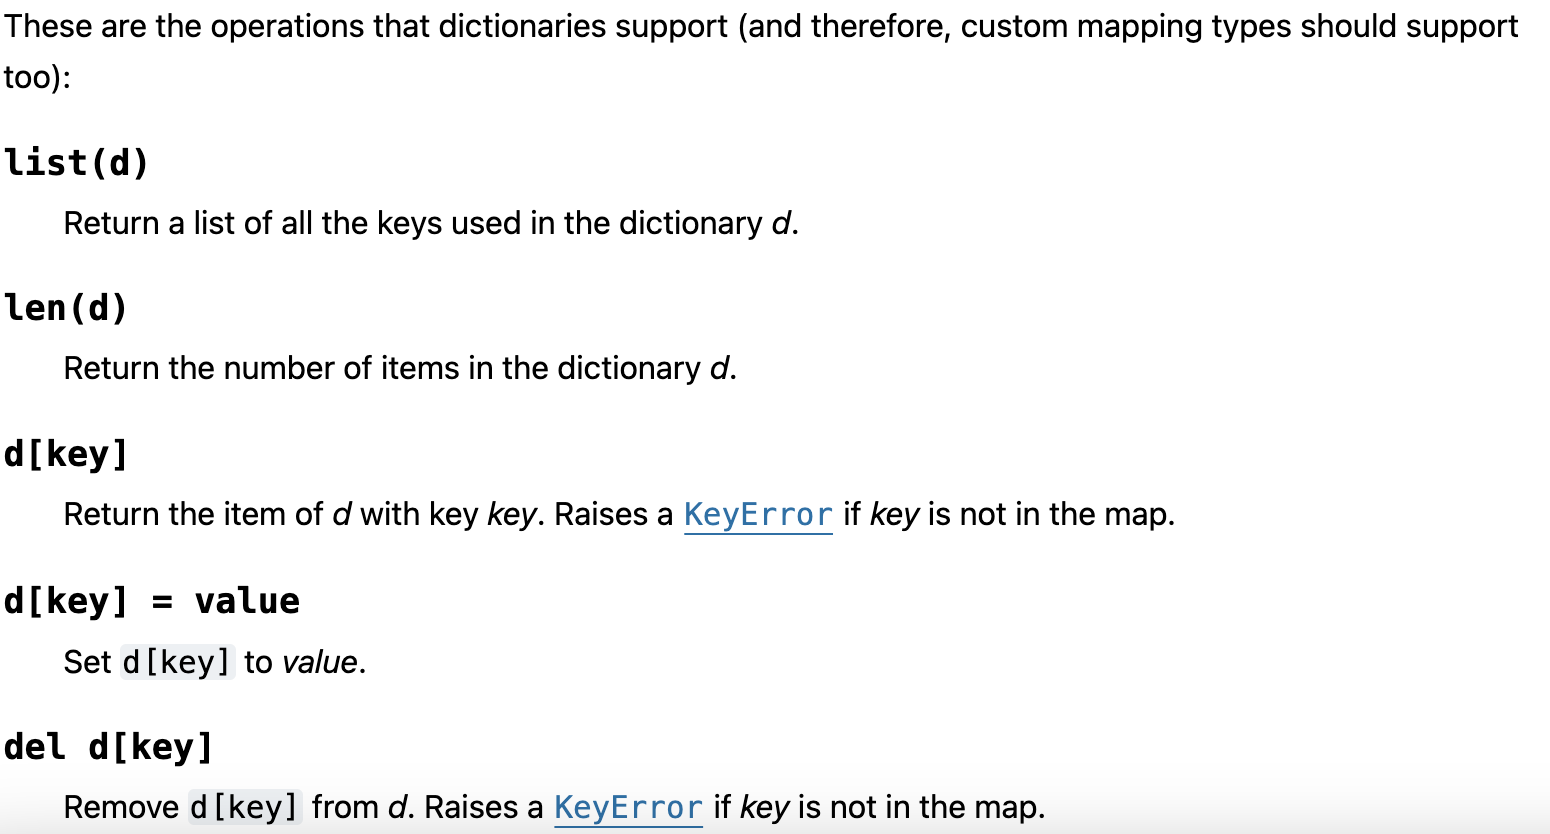 These are the operations that dictionaries support (and therefore, custom mapping types should support
too):
list(d)
Return a list of all the keys used in the dictionary d.
len(d)
Return the number of items in the dictionary d.
d[key]
Return the item of d with key key. Raises a KeyError if key is not in the map.
d[key] = value
Set d[key] to value.
del d[key]
Remove d[key] from d. Raises a KeyError if key is not in the map.